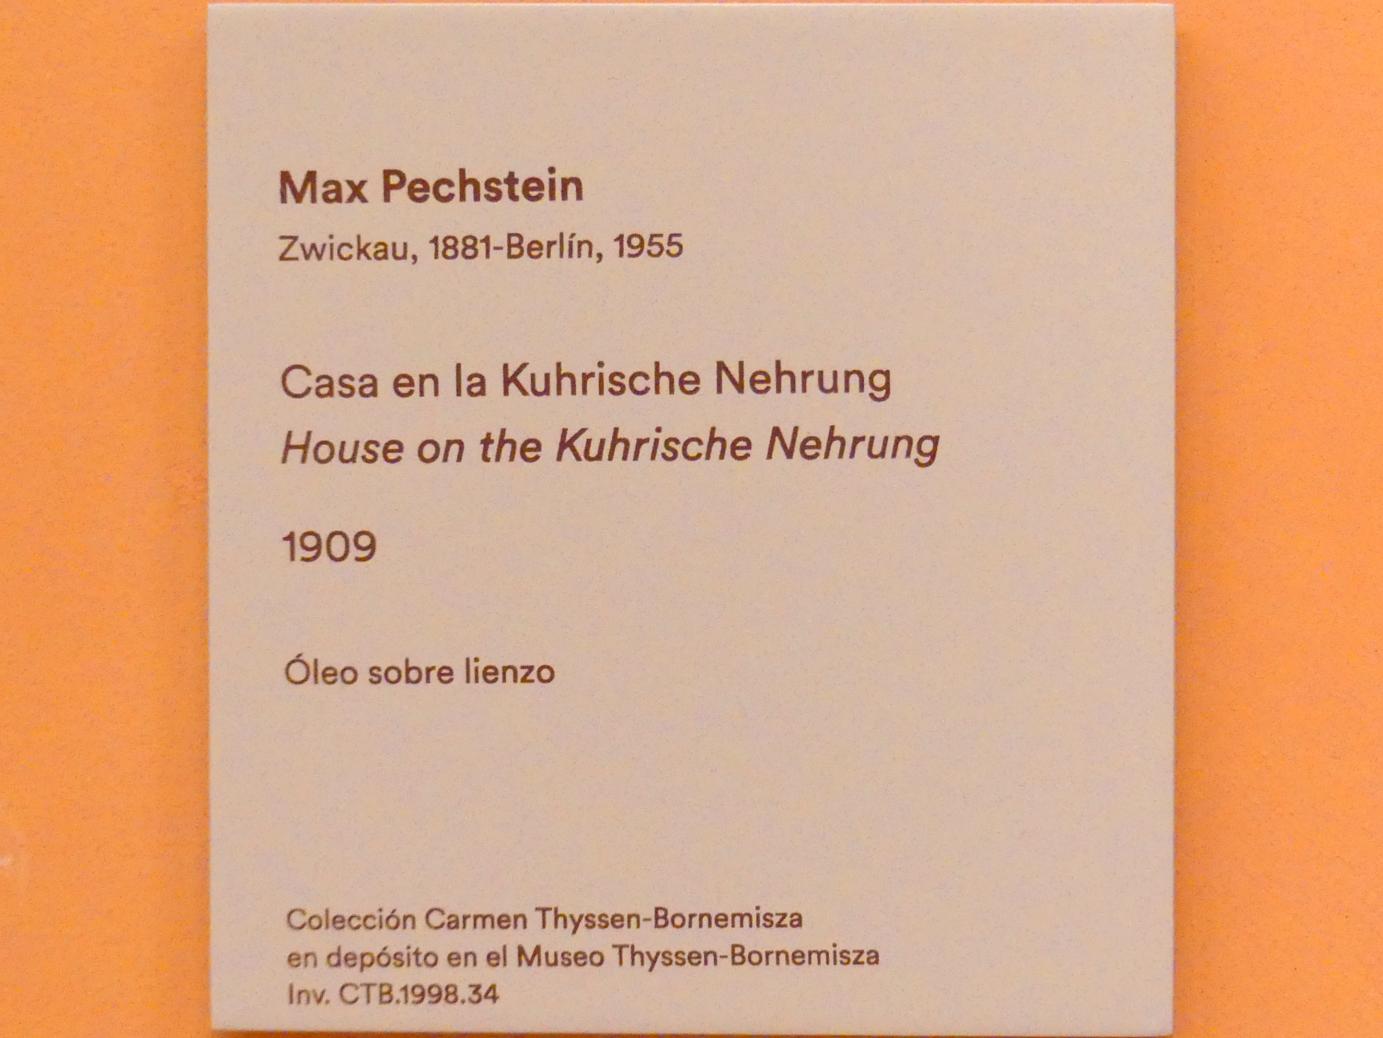 Max Pechstein
Zwickau, 1881-Berlín, 1955
Casa en la Kuhrische Nehrung
House on the Kuhrische Nehrung
1909
Óleo sobre lienzo
Colección Carmen Thyssen-Bornemisza
en depósito en el Museo Thyssen-Bornemisza
Inv. CTB.1998.34